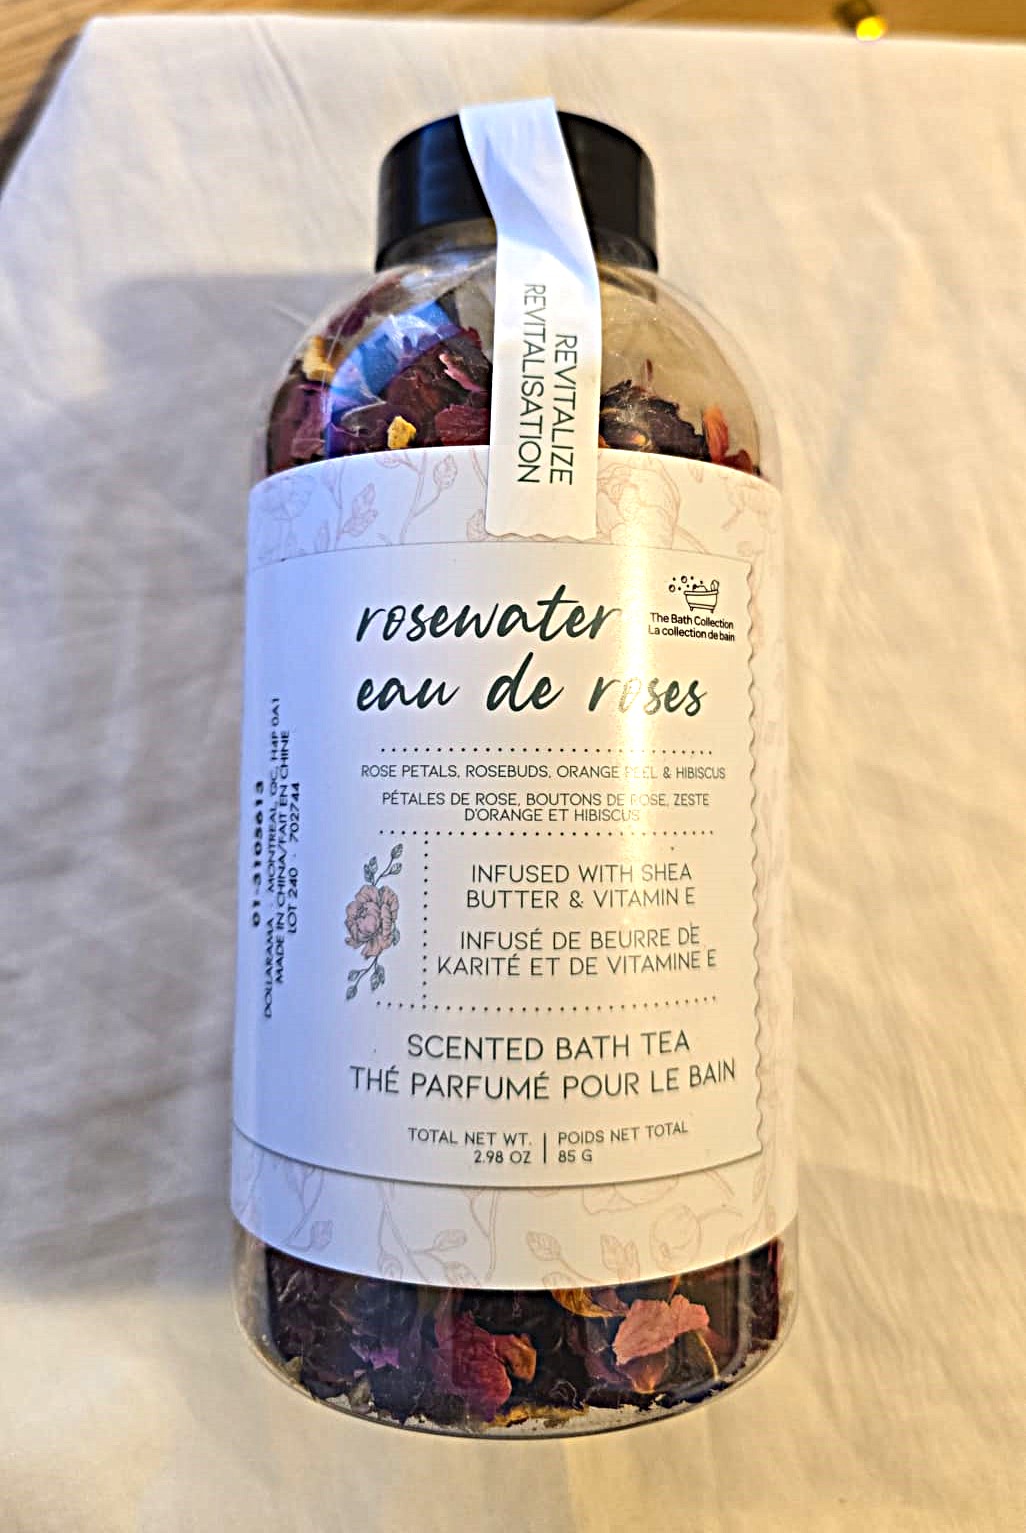 REVITALIZE
REVITALISATION
rosewater
eau de roses
The Bath Collection
La collection de bain
ROSE PETALS, ROSEBUDS, ORANGE PEEL & HIBISCUS
PÉTALES DE ROSE, BOUTONS DE ROSE, ZESTE
D'ORANGE ET HIBISCUS
INFUSED WITH SHEA
BUTTER & VITAMIN E
INFUSÉ DE BEURRE DE
KARITÉ ET DE VITAMINE E
SCENTED BATH TEA
THÉ PARFUMÉ POUR LE BAIN
TOTAL NET WT. | POIDS NET TOTAL
2.98 OZ | 85 G
01-3105613
DOLLARAMA - MONTREAL, QC, H4P 0A1
MADE IN CHINA/FAIT EN CHINE
LOT 240 - 702744